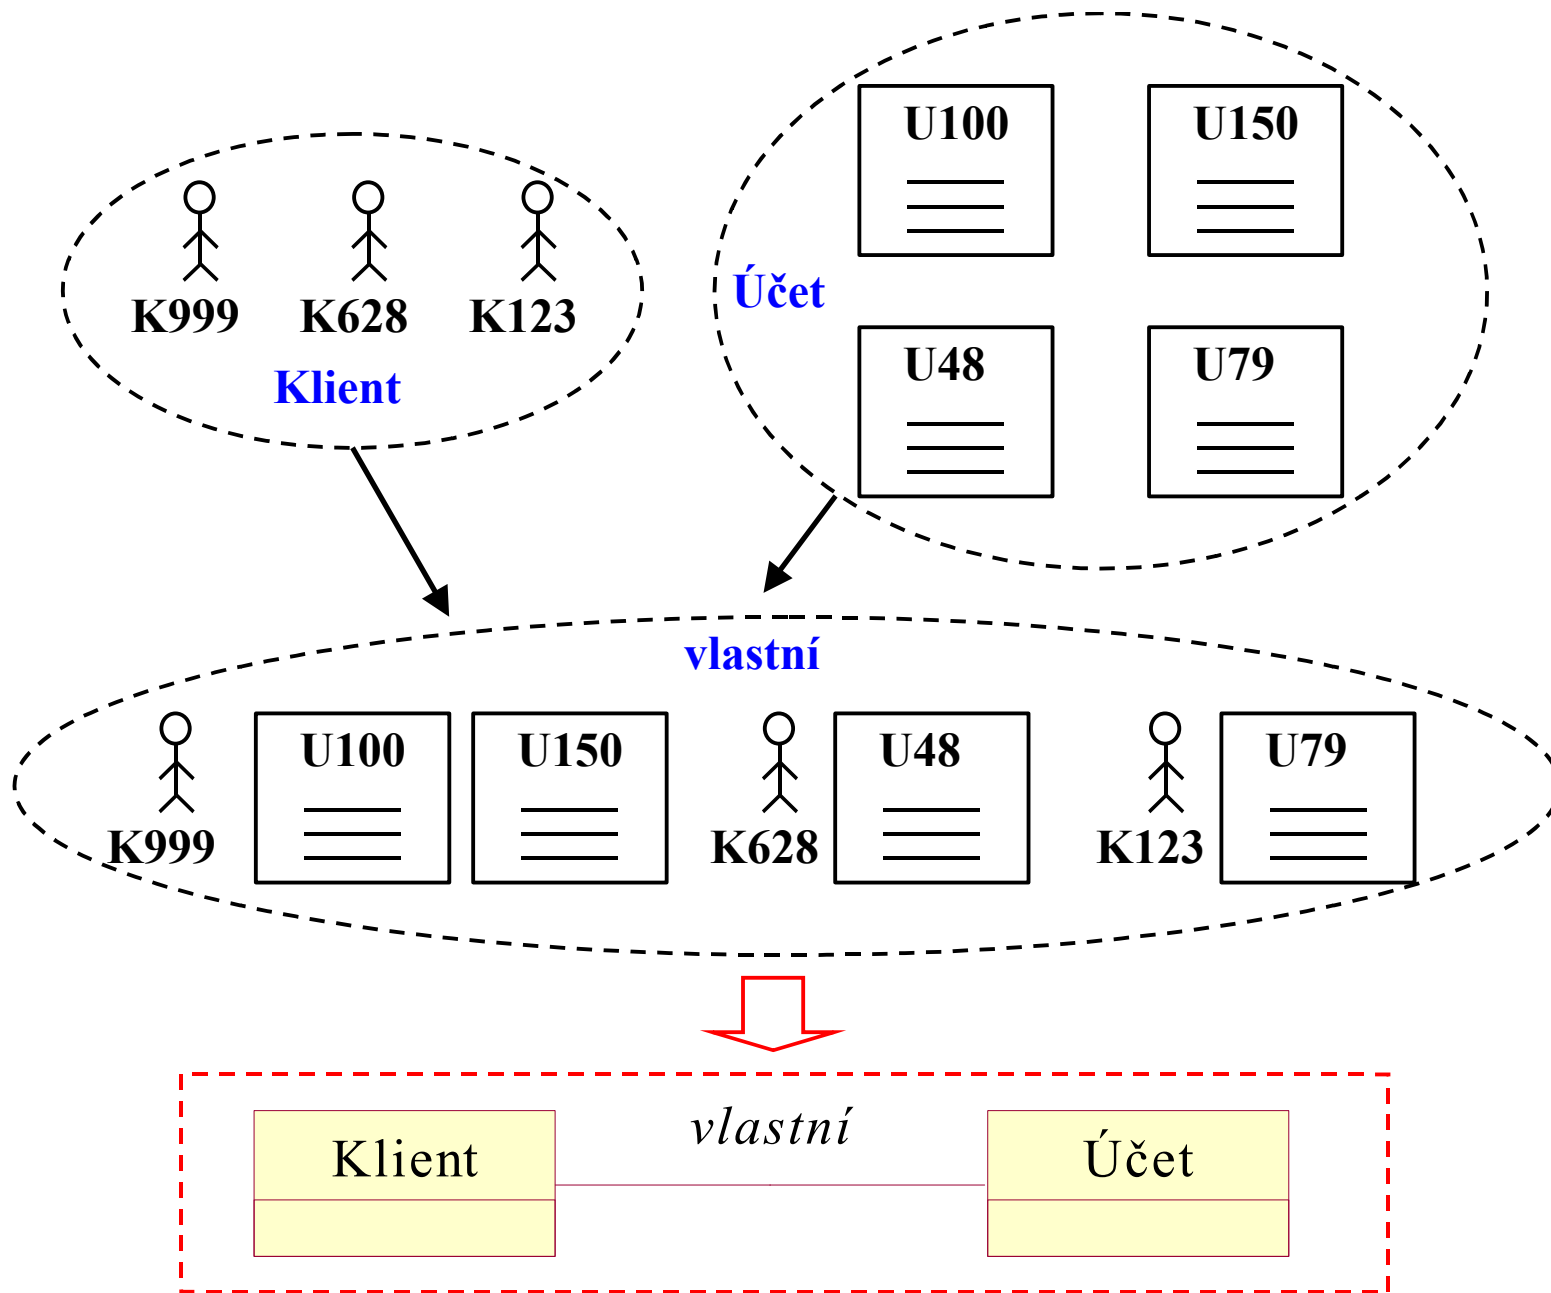 U100 U150
K999 K628 K123
Klient
Účet
U48 U79
vlastní
U100 U150 U48 U79
K999 K628 K123
vlastní
Klient Účet